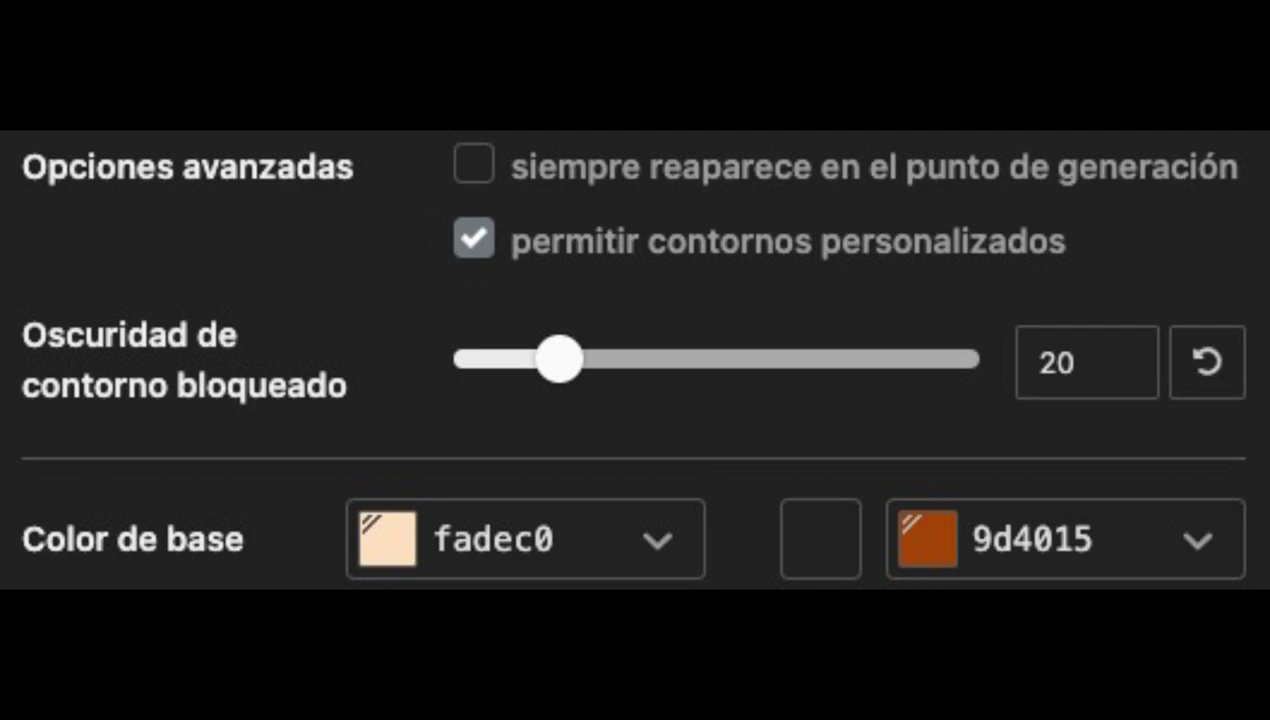 Opciones avanzadas
siempre reaparece en el punto de generación
permitir contornos personalizados
Oscuridad de
contorno bloqueado
20
Color de base
fadec0
9d4015